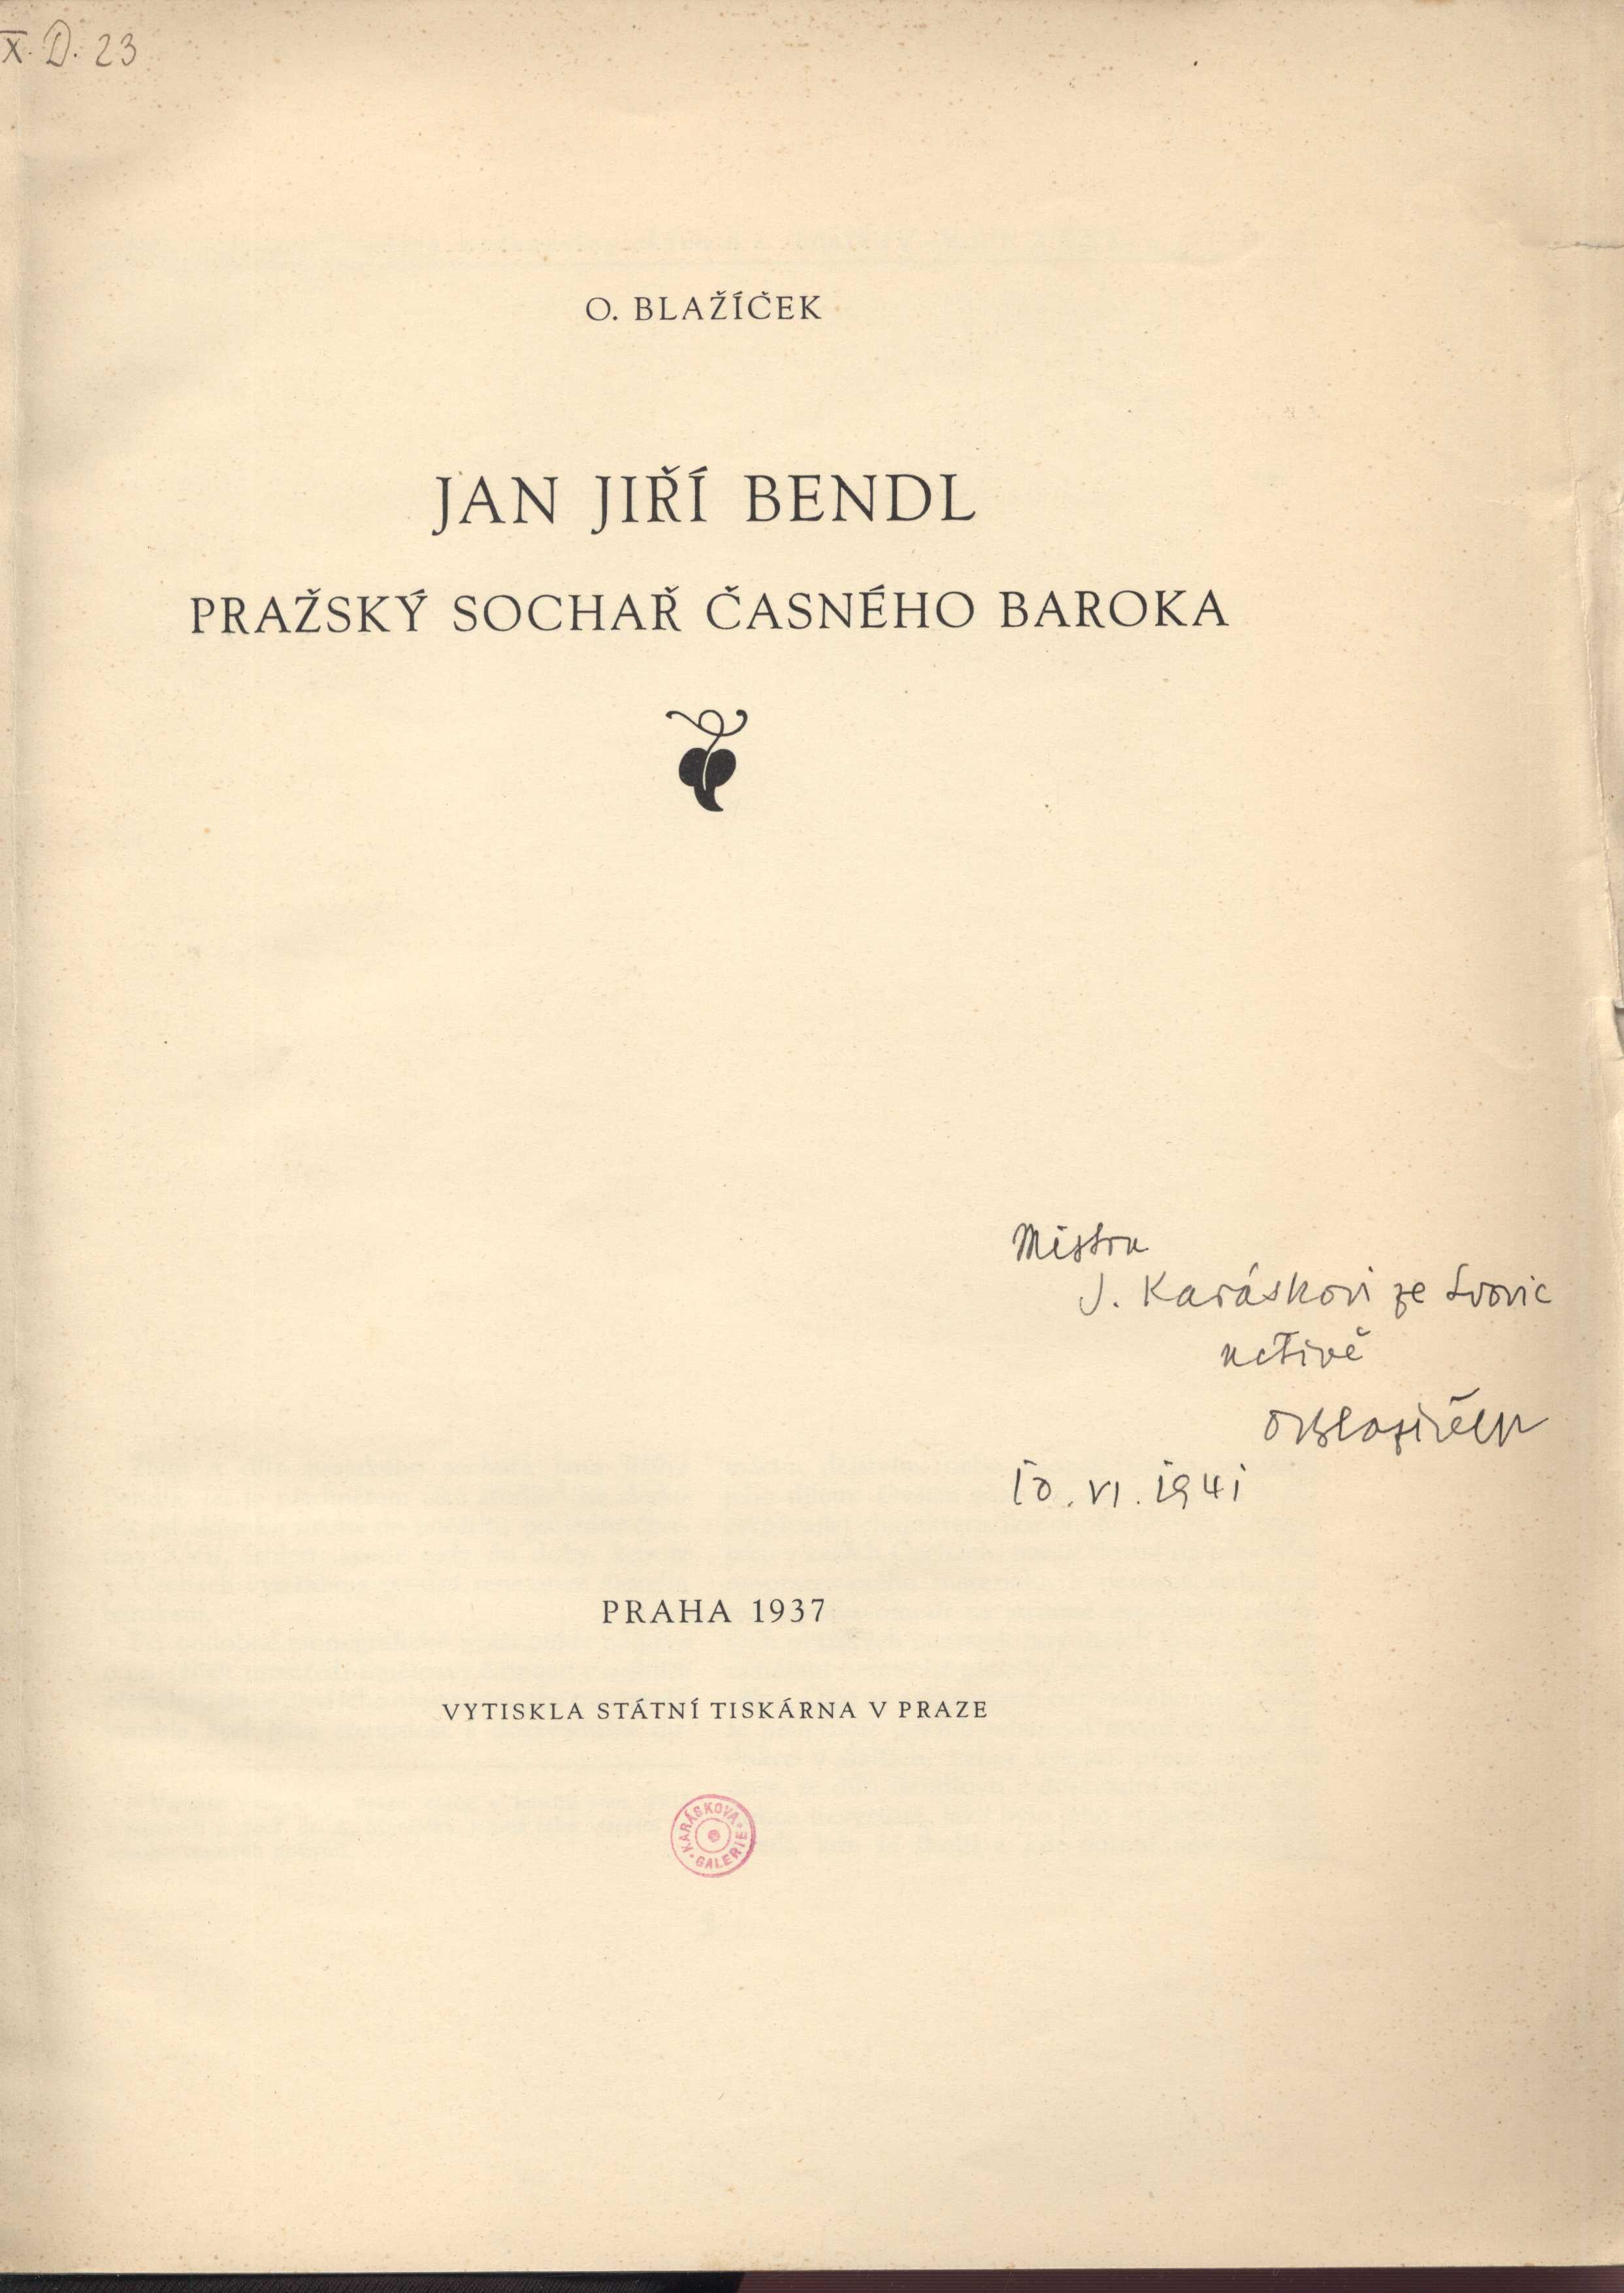 X. D. 23
O. BLAŽÍČEK
JAN JIŘÍ BENDL
PRAŽSKÝ SOCHAŘ ČASNÉHO BAROKA
Mistru
J. Karáskovi ze Lvovic
uctivě
OBlažíček
10. VI. 1941
PRAHA 1937
VYTISKLA STÁTNÍ TISKÁRNA V PRAZE
KARÁSKOVA GALERIE